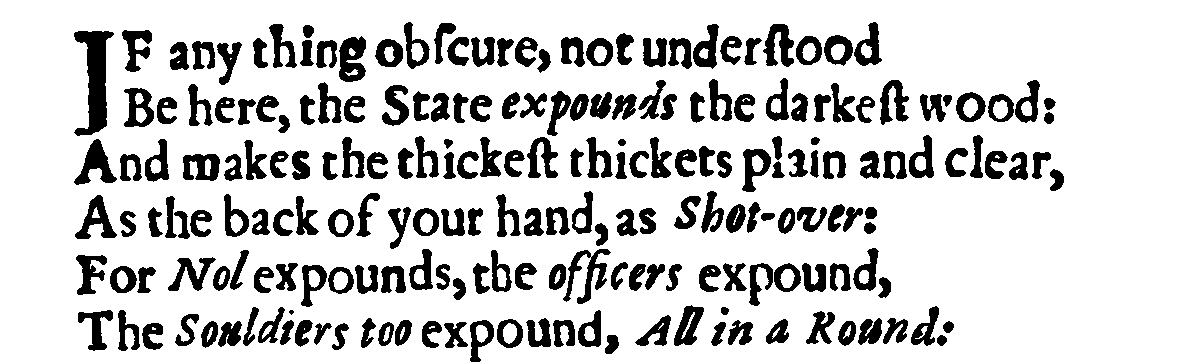 IF any thing obſcure, not underſtood
Be here, the State expounds the darkeſt wood:
And makes the thickeſt thickets plain and clear,
As the back of your hand, as Shot-over:
For Nol expounds, the officers expound,
The Souldiers too expound, All in a Round: